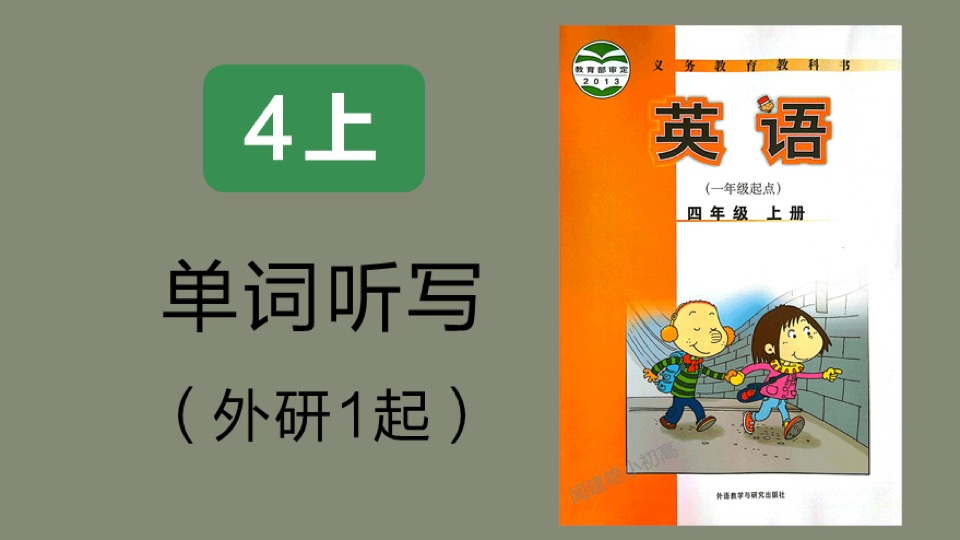 4上
单词听写
（外研1起）
教育部审定
2013
义务教育教科书
英语
（一年级起点）
四年级 上册
外语教学与研究出版社